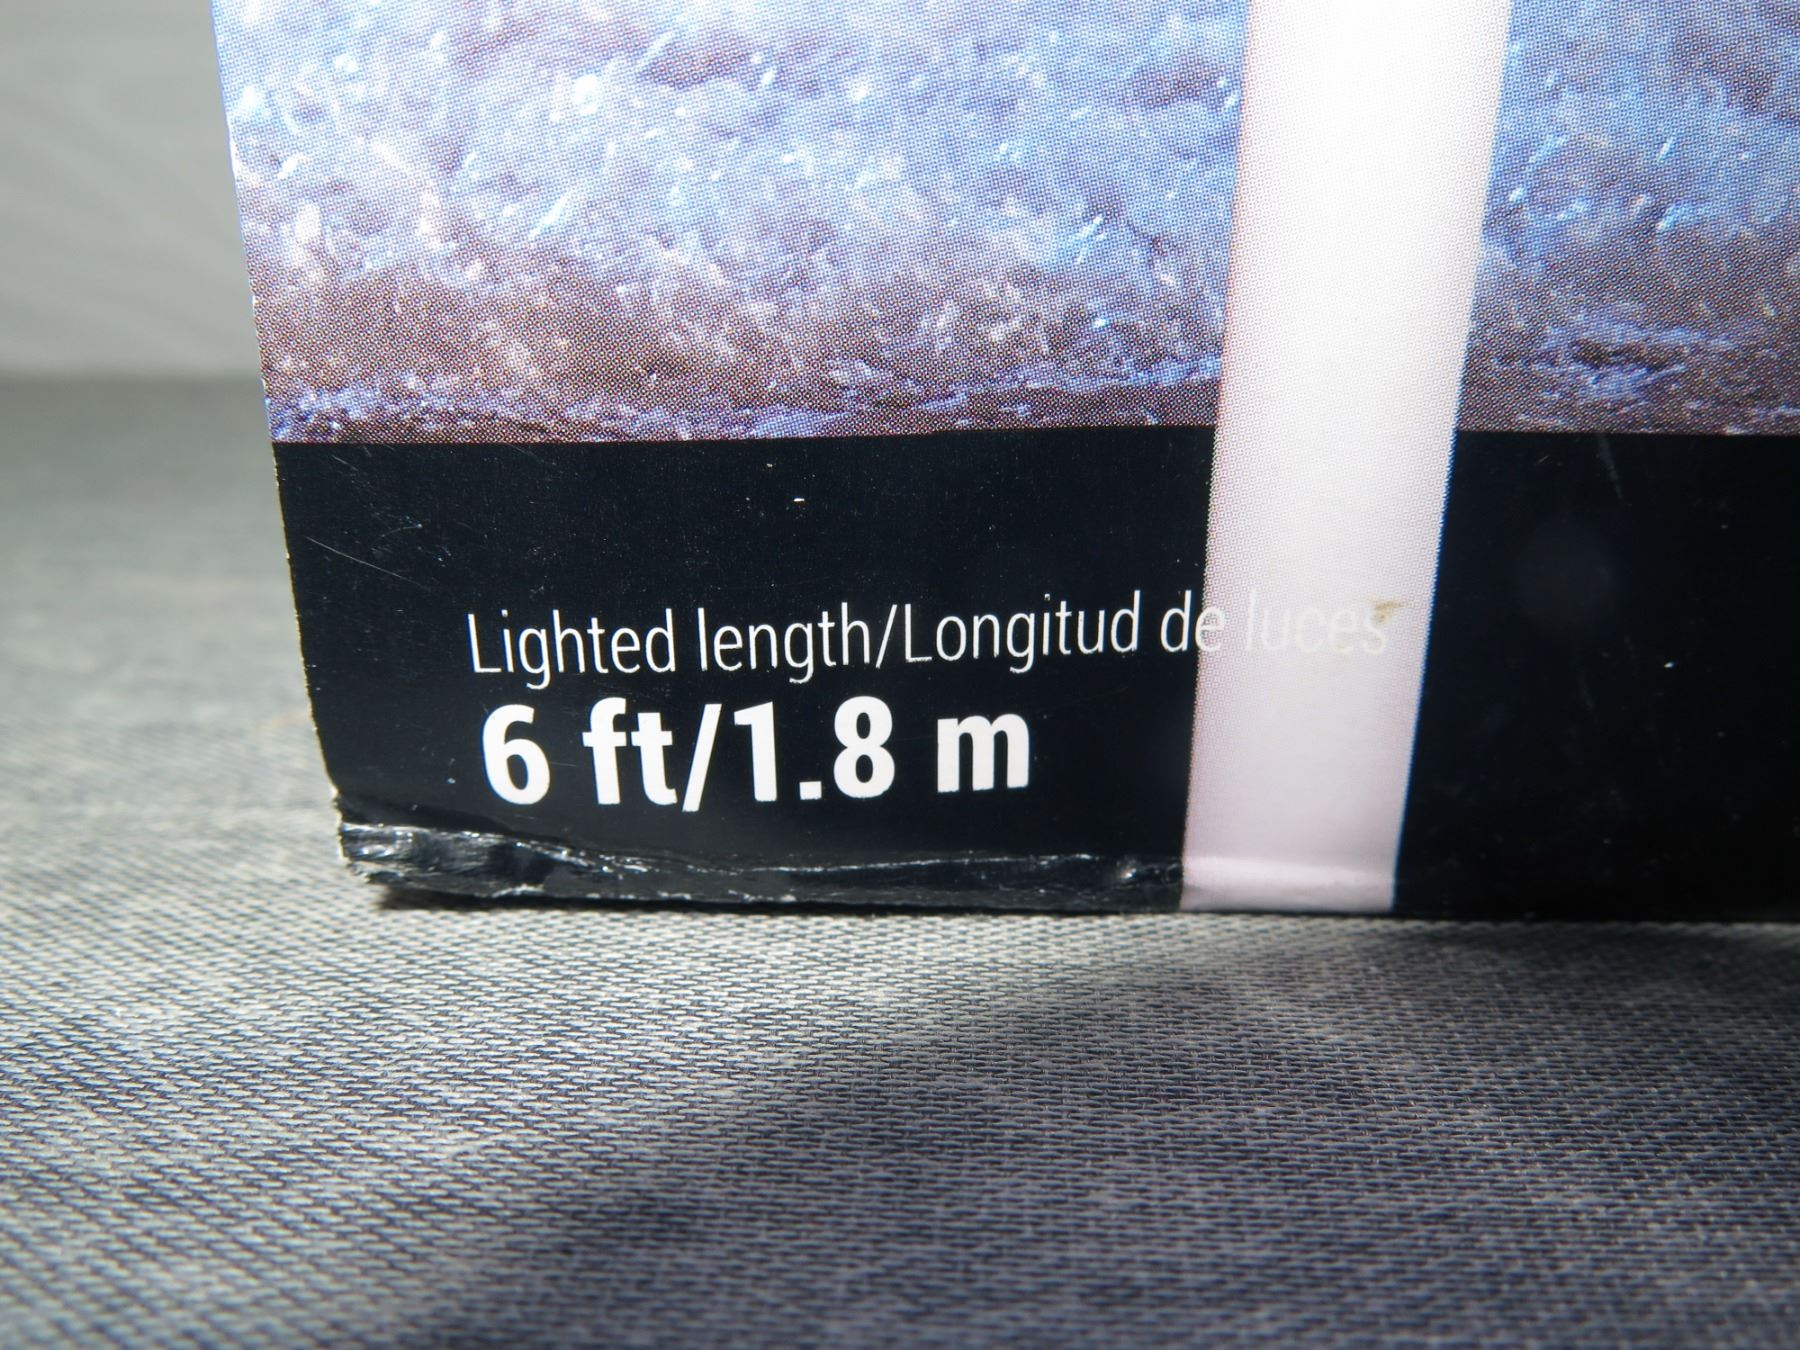 Lighted length/Longitud de luces
6 ft/1.8 m